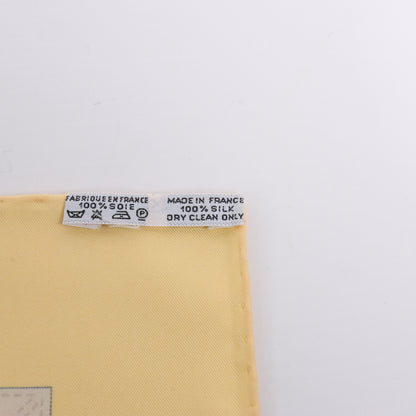 FABRIQUE EN FRANCE
100% SOIE
P
MADE IN FRANCE
100% SILK
DRY CLEAN ONLY